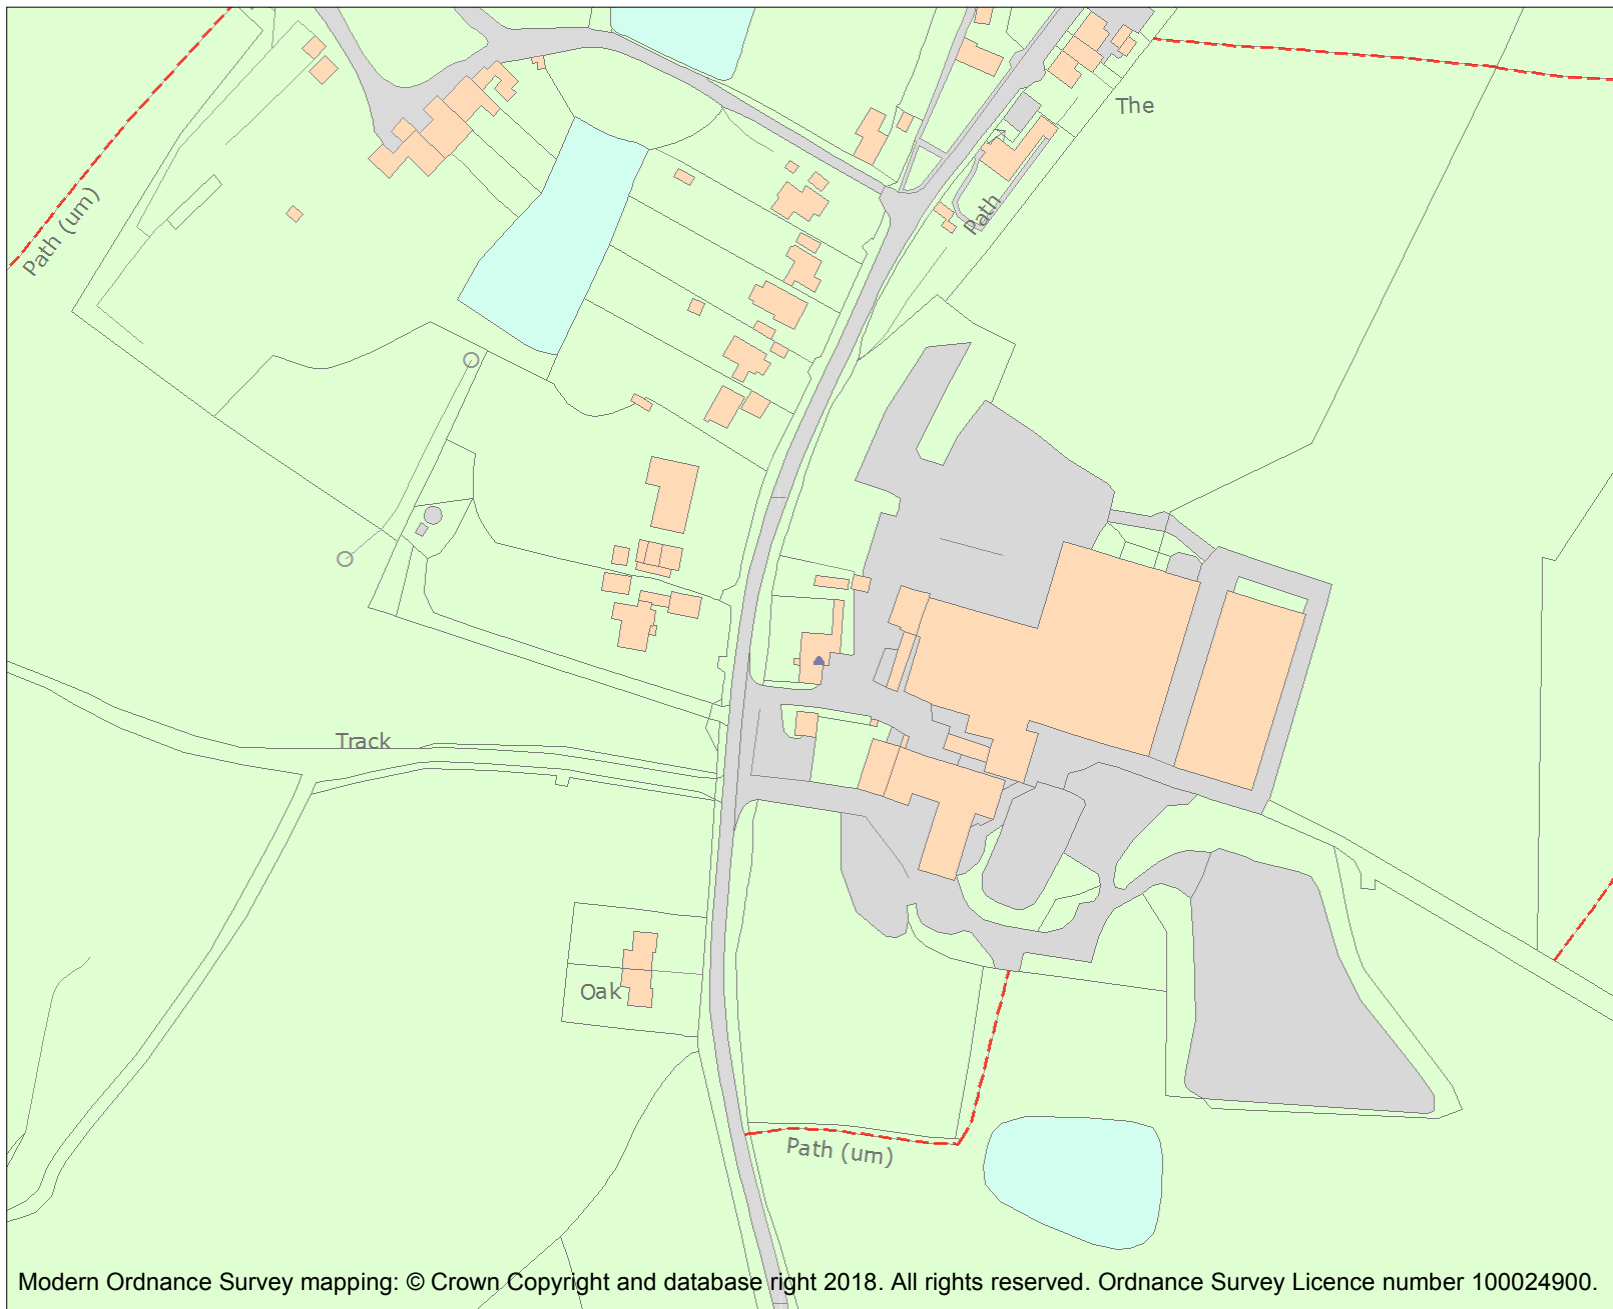 The
Path (um)
Path
Track
Oak
Path (um)
Modern Ordnance Survey mapping: © Crown Copyright and database right 2018. All rights reserved. Ordnance Survey Licence number 100024900.